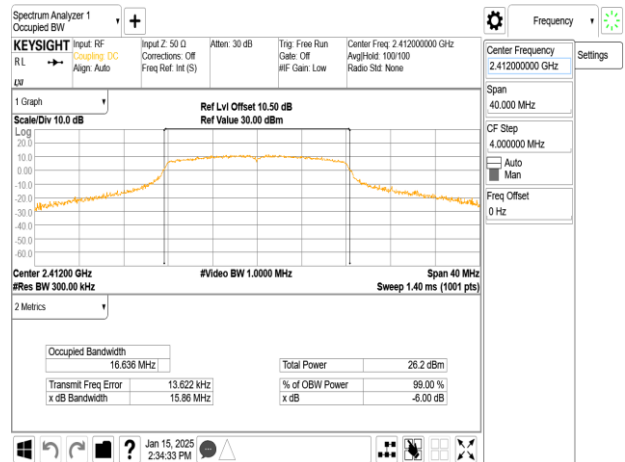 Spectrum Analyzer 1
Occupied BW
Frequency
KEYSIGHT
Input: RF
Coupling: DC
Align: Auto
Input Z: 50 Ω
Corrections: Off
Freq Ref: Int (S)
Atten: 30 dB
Trig: Free Run
Gate: Off
#IF Gain: Low
Center Freq: 2.412000000 GHz
Avg|Hold: 100/100
Radio Std: None
RL
LXI
Center Frequency
2.412000000 GHz
Settings
Span
40.000 MHz
CF Step
4.000000 MHz
Auto
Man
Freq Offset
0 Hz
1 Graph
Scale/Div 10.0 dB
Ref Lvl Offset 10.50 dB
Ref Value 30.00 dBm
Log
20.0
10.0
0.00
-10.0
-20.0
-30.0
-40.0
-50.0
-60.0
Center 2.41200 GHz
#Video BW 1.0000 MHz
Span 40 MHz
#Res BW 300.00 kHz
Sweep 1.40 ms (1001 pts)
2 Metrics
Occupied Bandwidth
16.636 MHz
Total Power 26.2 dBm
Transmit Freq Error 13.622 kHz
% of OBW Power 99.00 %
x dB Bandwidth 15.86 MHz
x dB -6.00 dB
?
Jan 15, 2025
2:34:33 PM